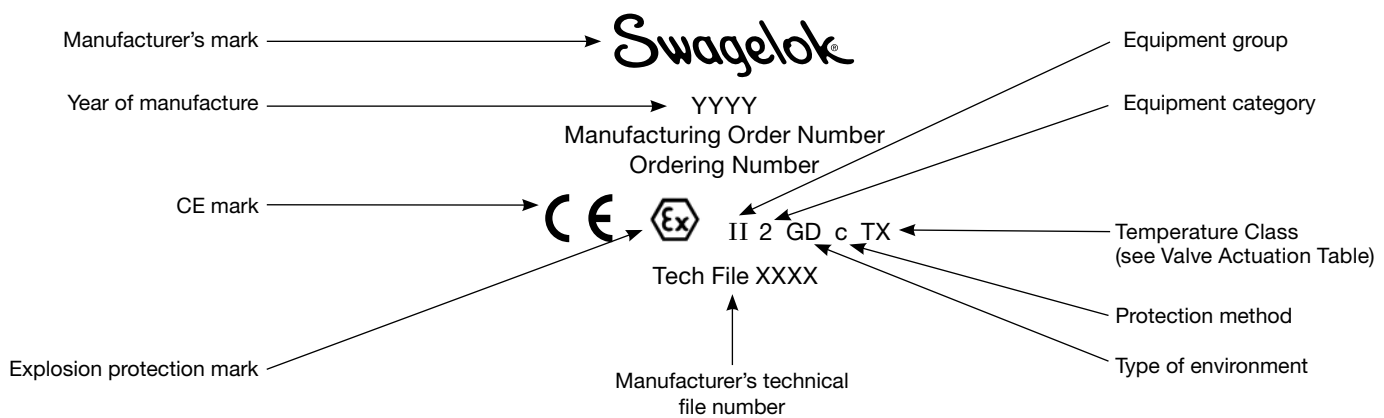 Manufacturer's mark
Swagelok®
Equipment group
Year of manufacture
YYYY
Equipment category
Manufacturing Order Number
Ordering Number
CE mark
CE Ex II 2 GD c TX
Temperature Class
(see Valve Actuation Table)
Tech File XXXX
Protection method
Explosion protection mark
Type of environment
Manufacturer's technical
file number